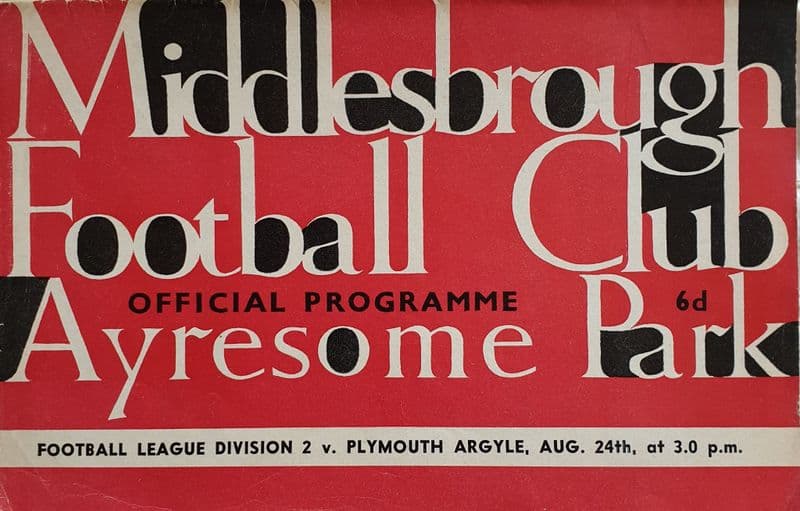 Middlesbrough
Football Club
OFFICIAL PROGRAMME 6d
Ayresome Park
FOOTBALL LEAGUE DIVISION 2 v. PLYMOUTH ARGYLE, AUG. 24th, at 3.0 p.m.